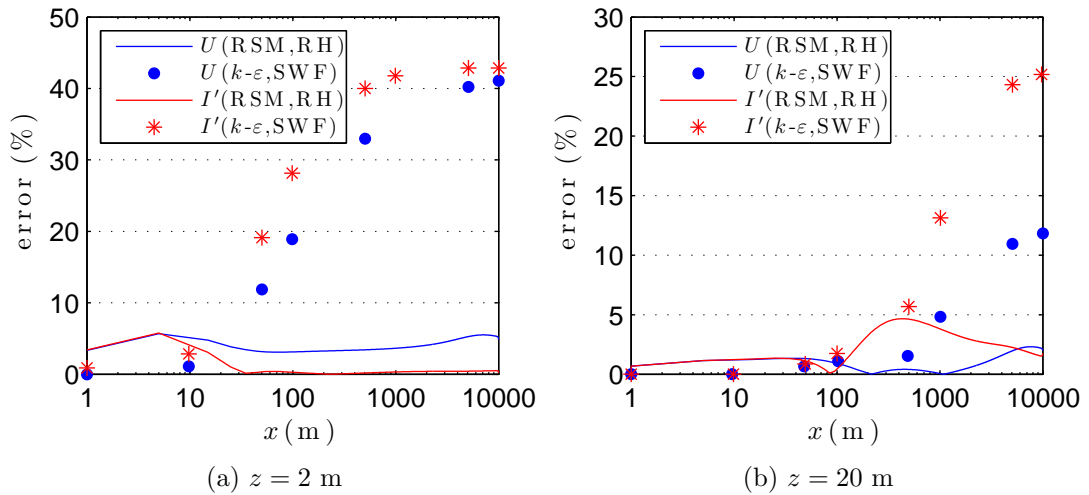 50
40
30
20
10
0
error (%)
U(RSM,RH)
U(k-ε,SWF)
I′(RSM,RH)
I′(k-ε,SWF)
1 10 100 1000 10000
x(m)
(a) z = 2 m
30
25
20
15
10
5
0
error (%)
U(RSM,RH)
U(k-ε,SWF)
I′(RSM,RH)
I′(k-ε,SWF)
1 10 100 1000 10000
x(m)
(b) z = 20 m